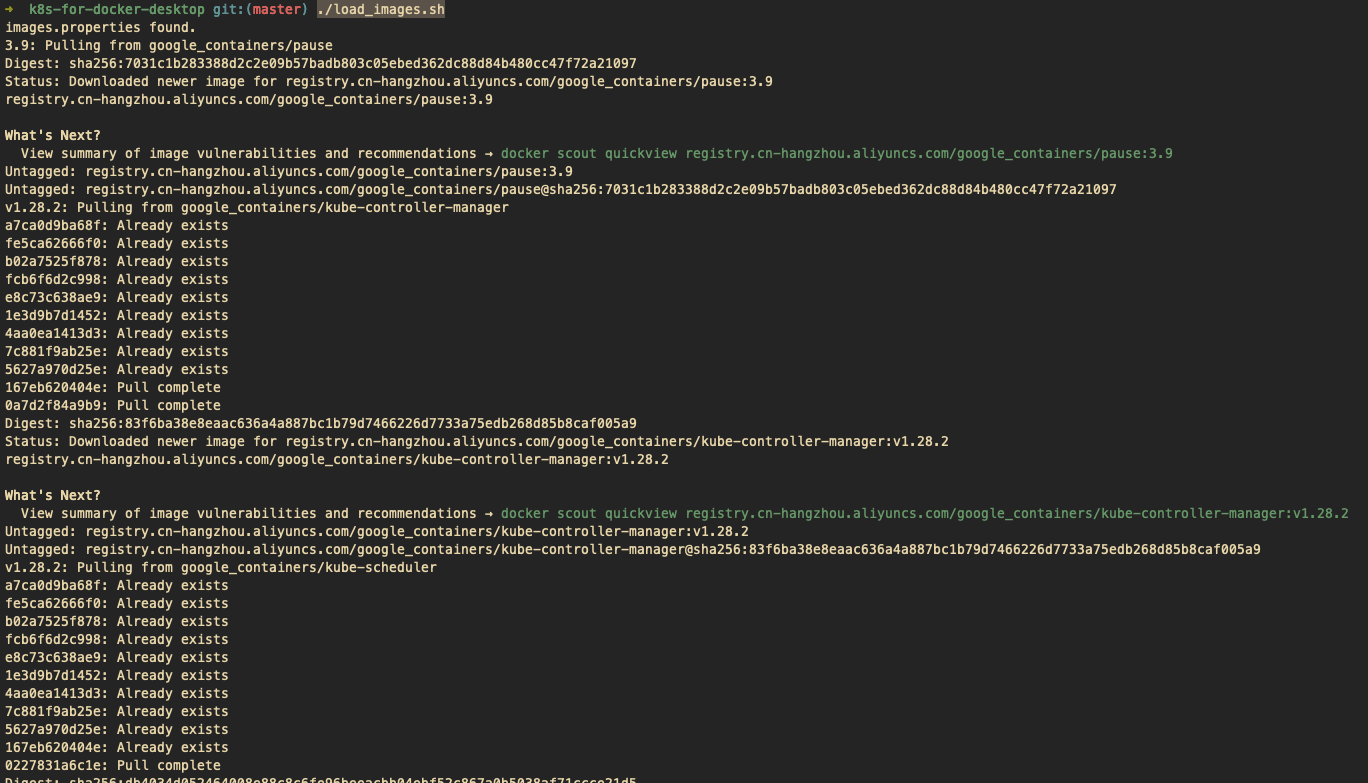 ➜  k8s-for-docker-desktop git:(master) ./load_images.sh
images.properties found.
3.9: Pulling from google_containers/pause
Digest: sha256:7031c1b283388d2c2e09b57badb803c05ebed362dc88d84b480cc47f72a21097
Status: Downloaded newer image for registry.cn-hangzhou.aliyuncs.com/google_containers/pause:3.9
registry.cn-hangzhou.aliyuncs.com/google_containers/pause:3.9
What's Next?
  View summary of image vulnerabilities and recommendations → docker scout quickview registry.cn-hangzhou.aliyuncs.com/google_containers/pause:3.9
Untagged: registry.cn-hangzhou.aliyuncs.com/google_containers/pause:3.9
Untagged: registry.cn-hangzhou.aliyuncs.com/google_containers/pause@sha256:7031c1b283388d2c2e09b57badb803c05ebed362dc88d84b480cc47f72a21097
v1.28.2: Pulling from google_containers/kube-controller-manager
a7ca0d9ba68f: Already exists
fe5ca62666f0: Already exists
b02a7525f878: Already exists
fcb6f6d2c998: Already exists
e8c73c638ae9: Already exists
1e3d9b7d1452: Already exists
4aa0ea1413d3: Already exists
7c881f9ab25e: Already exists
5627a970d25e: Already exists
167eb620404e: Pull complete
0a7d2f84a9b9: Pull complete
Digest: sha256:83f6ba38e8eaac636a4a887bc1b79d7466226d7733a75edb268d85b8caf005a9
Status: Downloaded newer image for registry.cn-hangzhou.aliyuncs.com/google_containers/kube-controller-manager:v1.28.2
registry.cn-hangzhou.aliyuncs.com/google_containers/kube-controller-manager:v1.28.2
What's Next?
  View summary of image vulnerabilities and recommendations → docker scout quickview registry.cn-hangzhou.aliyuncs.com/google_containers/kube-controller-manager:v1.28.2
Untagged: registry.cn-hangzhou.aliyuncs.com/google_containers/kube-controller-manager:v1.28.2
Untagged: registry.cn-hangzhou.aliyuncs.com/google_containers/kube-controller-manager@sha256:83f6ba38e8eaac636a4a887bc1b79d7466226d7733a75edb268d85b8caf005a9
v1.28.2: Pulling from google_containers/kube-scheduler
a7ca0d9ba68f: Already exists
fe5ca62666f0: Already exists
b02a7525f878: Already exists
fcb6f6d2c998: Already exists
e8c73c638ae9: Already exists
1e3d9b7d1452: Already exists
4aa0ea1413d3: Already exists
7c881f9ab25e: Already exists
5627a970d25e: Already exists
167eb620404e: Already exists
0227831a6c1e: Pull complete
Digest: